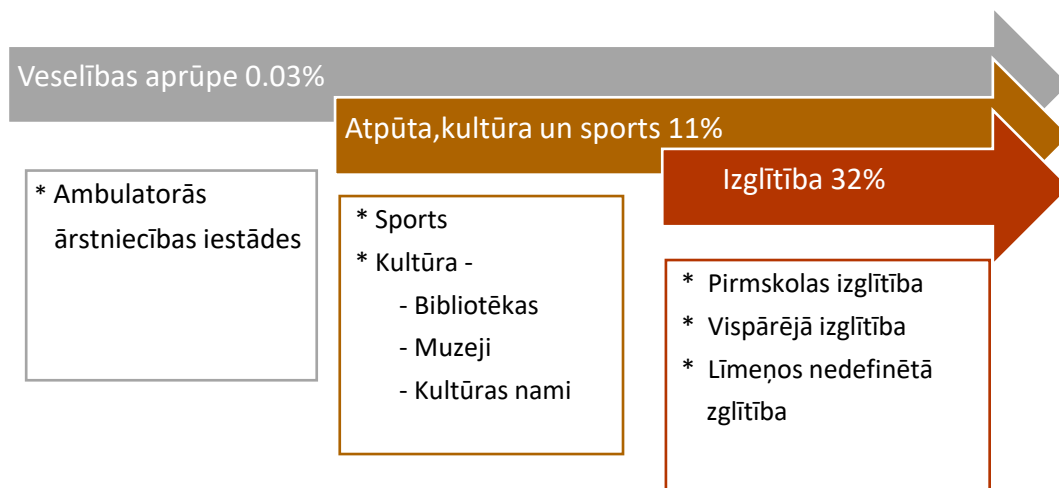 Veselības aprūpe 0.03%
* Ambulatorās
ārstniecības iestādes
Atpūta,kultūra un sports 11%
* Sports
* Kultūra -
- Bibliotēkas
- Muzeji
- Kultūras nami
Izglītība 32%
* Pirmskolas izglītība
* Vispārējā izglītība
* Līmeņos nedefinētā
zglītība